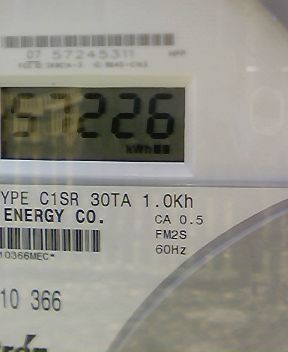 07 57245311
57226
kWh
YPE C1SR 30TA 1.0Kh
ENERGY CO.
CA 0.5
FM2S
60Hz
10366MEC
10 366